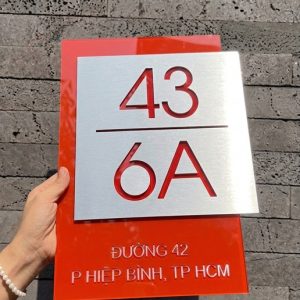 43
6A
ĐƯỜNG 42
P HIỆP BÌNH, TP HCM